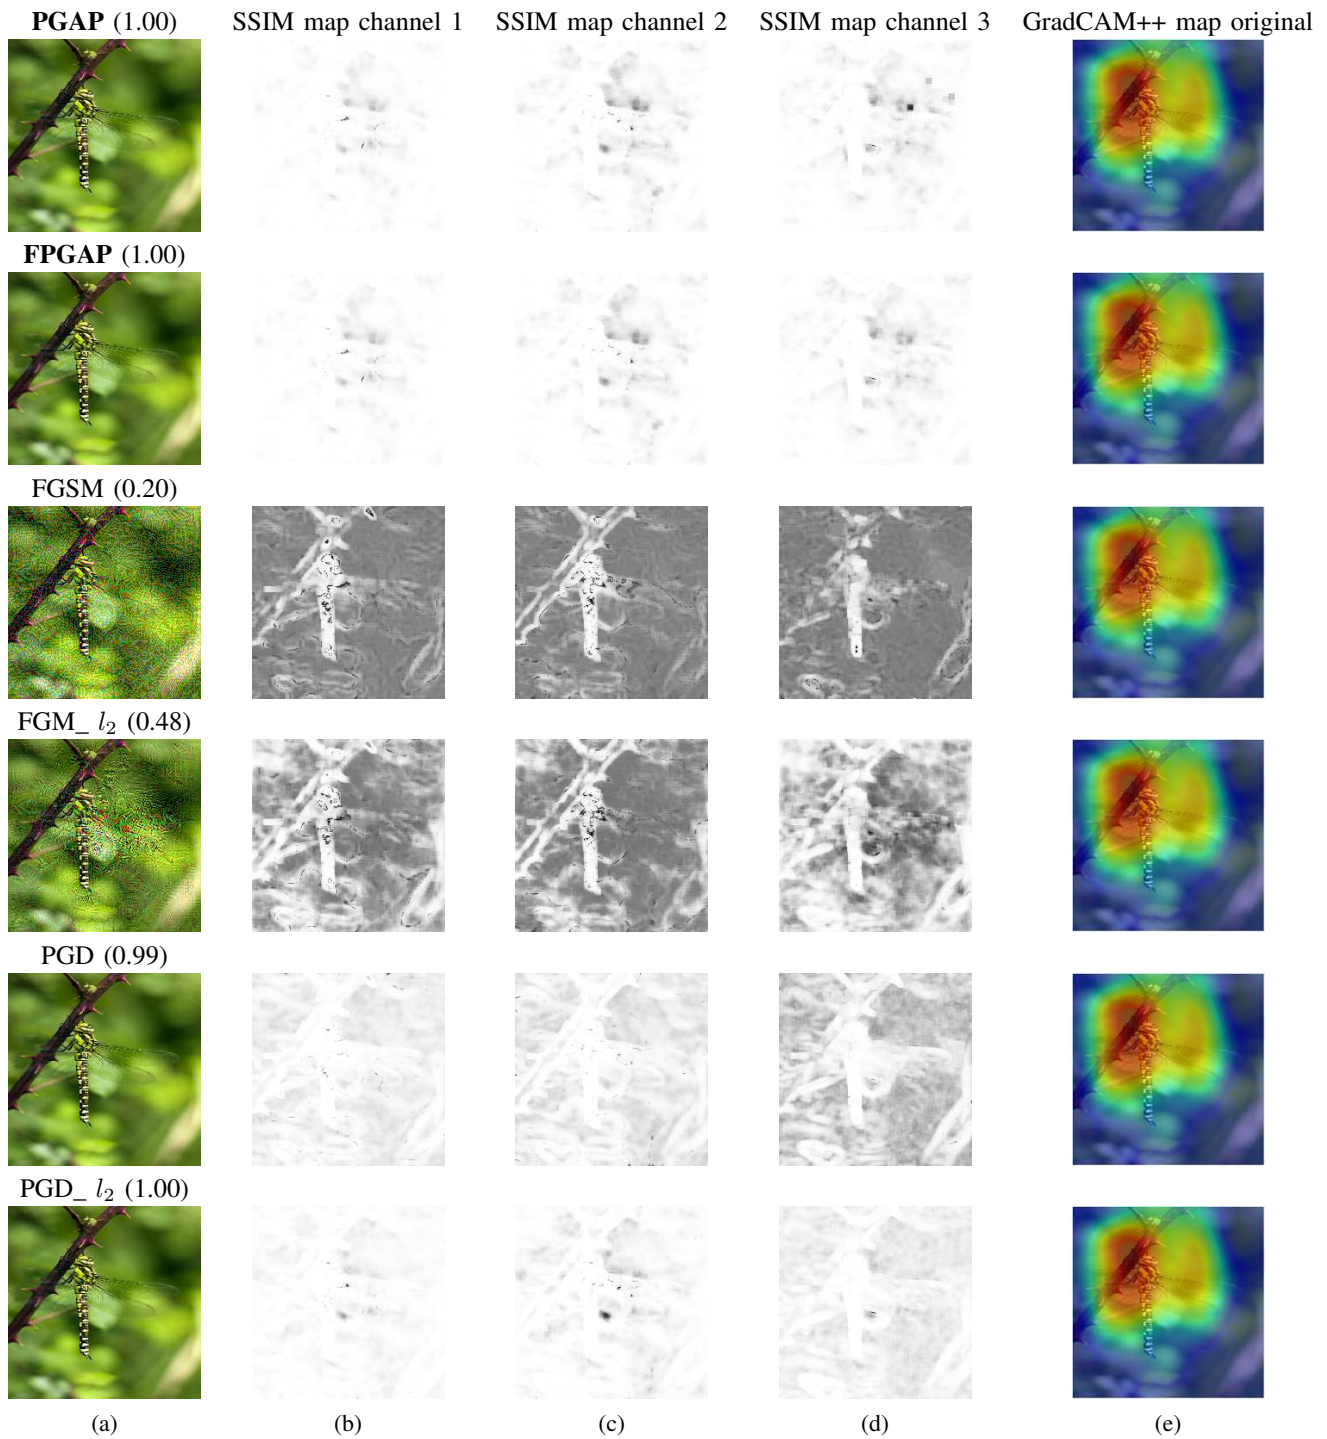 PGAP (1.00) SSIM map channel 1 SSIM map channel 2 SSIM map channel 3 GradCAM++ map original
FPGAP (1.00)
FGSM (0.20)
FGM_ l₂ (0.48)
PGD (0.99)
PGD_ l₂ (1.00)
(a) (b) (c) (d) (e)